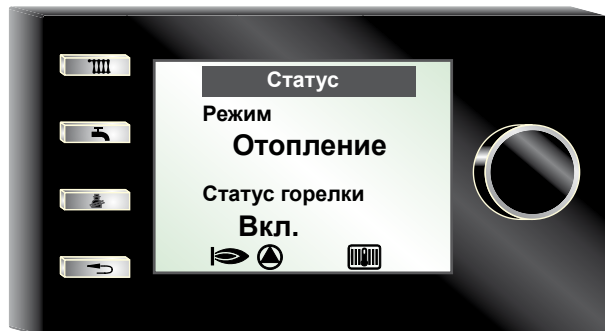 Статус
Режим
Отопление
Статус горелки
Вкл.